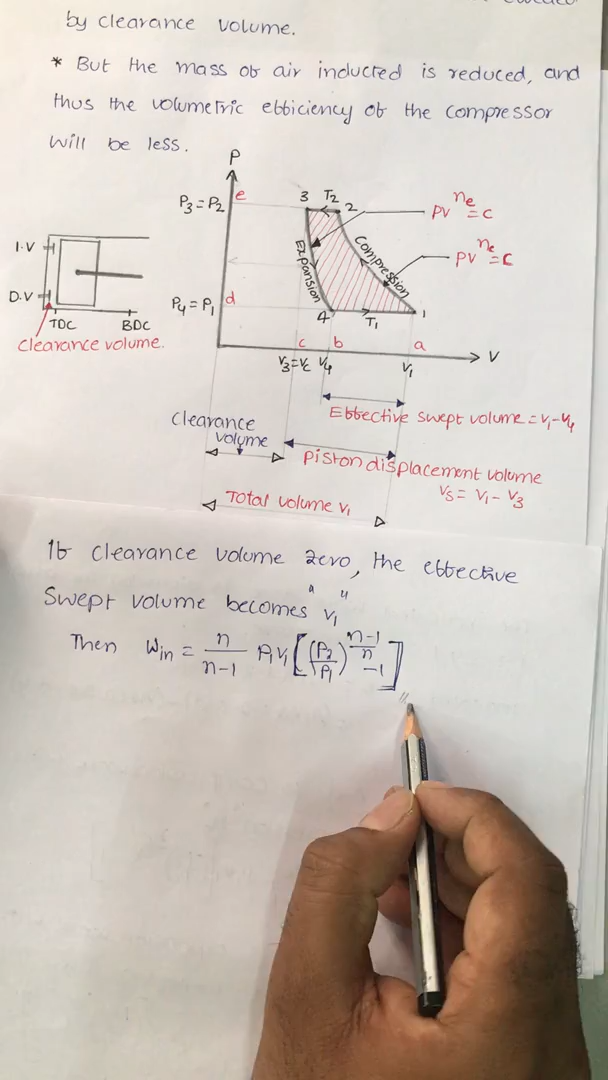 by clearance volume.
* But the mass of air inducted is reduced, and
thus the volumetric efficiency of the compressor
will be less.
P
P₃ = P₂
e
3
T₂
2
PVⁿᵉ = C
Compression
PVⁿᵉ = C
Expansion
I.V
D.V
TDC
BDC
Clearance volume.
P₄ = P₁
d
4
T₁
1
c
b
a
V
V₃=Vc
V₄
V₁
Effective swept volume = V₁-V₄
Clearance
volume
Piston displacement volume
Vs = V₁ - V₃
Total volume V₁
If clearance volume zero, the effective
Swept volume becomes "V₁"
Then Win = n/(n-1) P₁V₁ [(P₂/P₁)^((n-1)/n) -1]